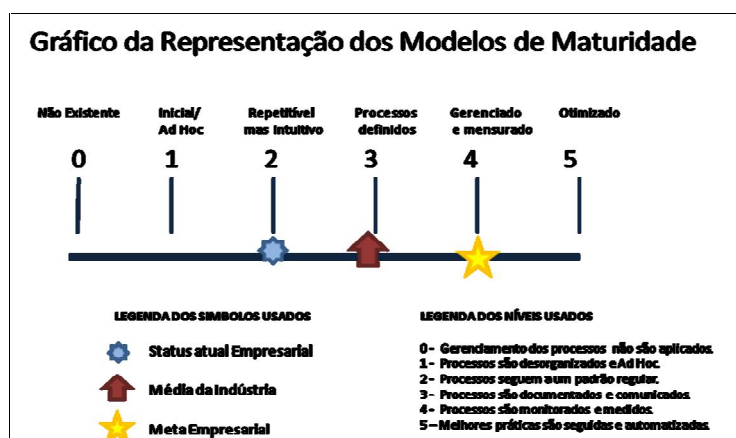 Gráfico da Representação dos Modelos de Maturidade
Não Existente
Inicial/
Ad Hoc
Repetitível
mas Intuitivo
Processos
definidos
Gerenciado
e mensurado
Otimizado
0 1 2 3 4 5
LEGENDA DOS SIMBOLOS USADOS
Status atual Empresarial
Média da Indústria
Meta Empresarial
LEGENDA DOS NÍVEIS USADOS
0- Gerenciamento dos processos não são aplicados.
1- Processos são desorganizados e Ad Hoc.
2- Processos seguem a um padrão regular.
3- Processos são documentados e comunicados.
4- Processos são monitorados e medidos.
5—Melhores práticas são seguidas e automatizadas.